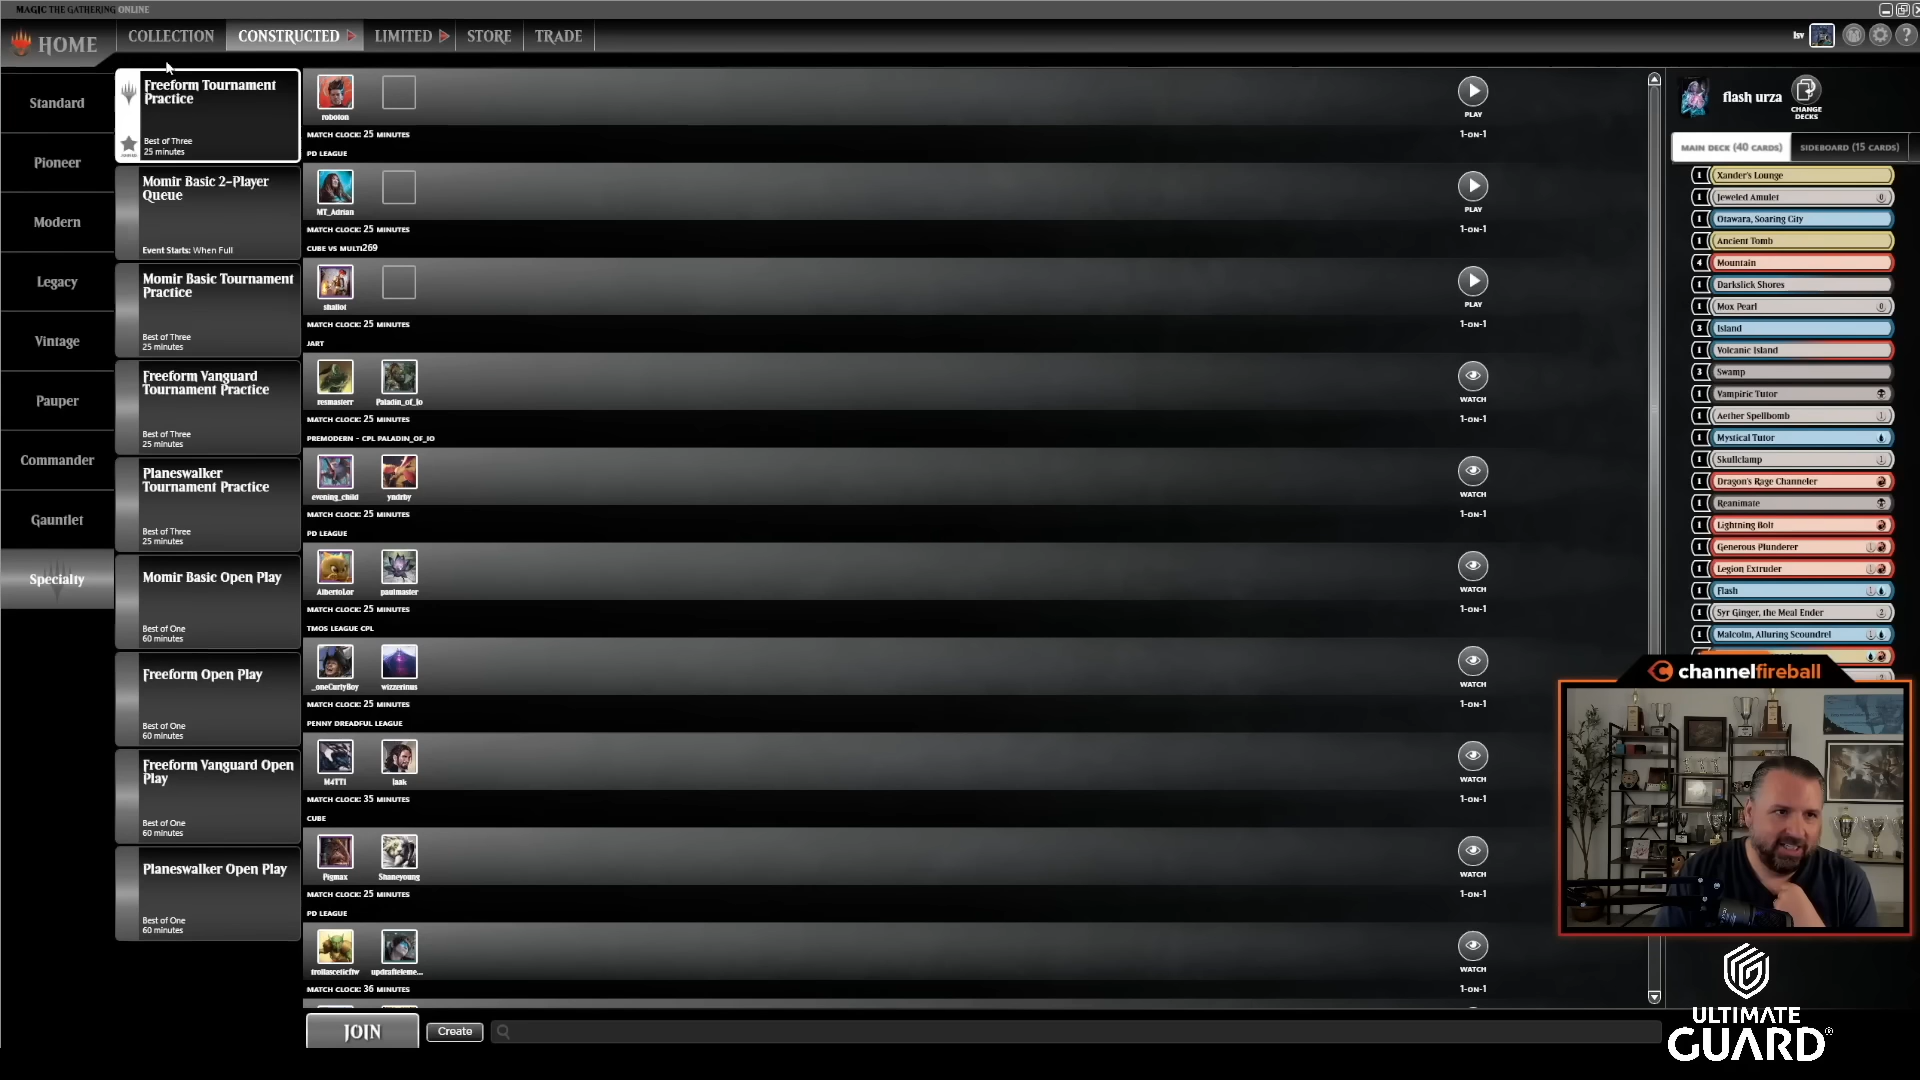 MAGIC THE GATHERING ONLINE
HOME
COLLECTION
CONSTRUCTED
LIMITED
STORE
TRADE
lsv
Standard
Pioneer
Modern
Legacy
Vintage
Pauper
Commander
Gauntlet
Specialty
Freeform Tournament
Practice
Best of Three
25 minutes
Momir Basic 2-Player
Queue
Event Starts: When Full
Momir Basic Tournament
Practice
Best of Three
25 minutes
Freeform Vanguard
Tournament Practice
Best of Three
25 minutes
Planeswalker
Tournament Practice
Best of Three
25 minutes
Momir Basic Open Play
Best of One
60 minutes
Freeform Open Play
Best of One
60 minutes
Freeform Vanguard Open
Play
Best of One
60 minutes
Planeswalker Open Play
Best of One
60 minutes
roboton
PLAY
MATCH CLOCK: 25 MINUTES
1-ON-1
PD LEAGUE
MT_Adrian
PLAY
MATCH CLOCK: 25 MINUTES
1-ON-1
CUBE VS MULTI269
shallot
PLAY
MATCH CLOCK: 25 MINUTES
1-ON-1
JART
resmasterr Paladin_of_Io
WATCH
MATCH CLOCK: 25 MINUTES
1-ON-1
PREMODERN - CPL PALADIN_OF_IO
evening_child yndrby
WATCH
MATCH CLOCK: 25 MINUTES
1-ON-1
PD LEAGUE
AlbertoLor paulmaster
WATCH
MATCH CLOCK: 25 MINUTES
1-ON-1
TMOS LEAGUE CPL
_oneCurlyBoy wizzerinus
WATCH
MATCH CLOCK: 25 MINUTES
1-ON-1
PENNY DREADFUL LEAGUE
M4TT1 laak
WATCH
MATCH CLOCK: 35 MINUTES
1-ON-1
CUBE
Pigmax Shaneyoung
WATCH
MATCH CLOCK: 25 MINUTES
1-ON-1
PD LEAGUE
trollasceticftw updrafteleme...
WATCH
MATCH CLOCK: 36 MINUTES
1-ON-1
JOIN
Create
flash urza
CHANGE
DECKS
MAIN DECK (40 CARDS)
SIDEBOARD (15 CARDS)
1 Xander's Lounge
1 Jeweled Amulet 0
1 Otawara, Soaring City
1 Ancient Tomb
4 Mountain
1 Darkslick Shores
1 Mox Pearl 0
3 Island
1 Volcanic Island
3 Swamp
1 Vampiric Tutor
1 Aether Spellbomb 1
1 Mystical Tutor
1 Skullclamp 1
1 Dragon's Rage Channeler
1 Reanimate
1 Lightning Bolt
1 Generous Plunderer 1
1 Legion Extruder 1
1 Flash 1
1 Syr Ginger, the Meal Ender 2
1 Malcolm, Alluring Scoundrel 1
channelfireball
ULTIMATE
GUARD®